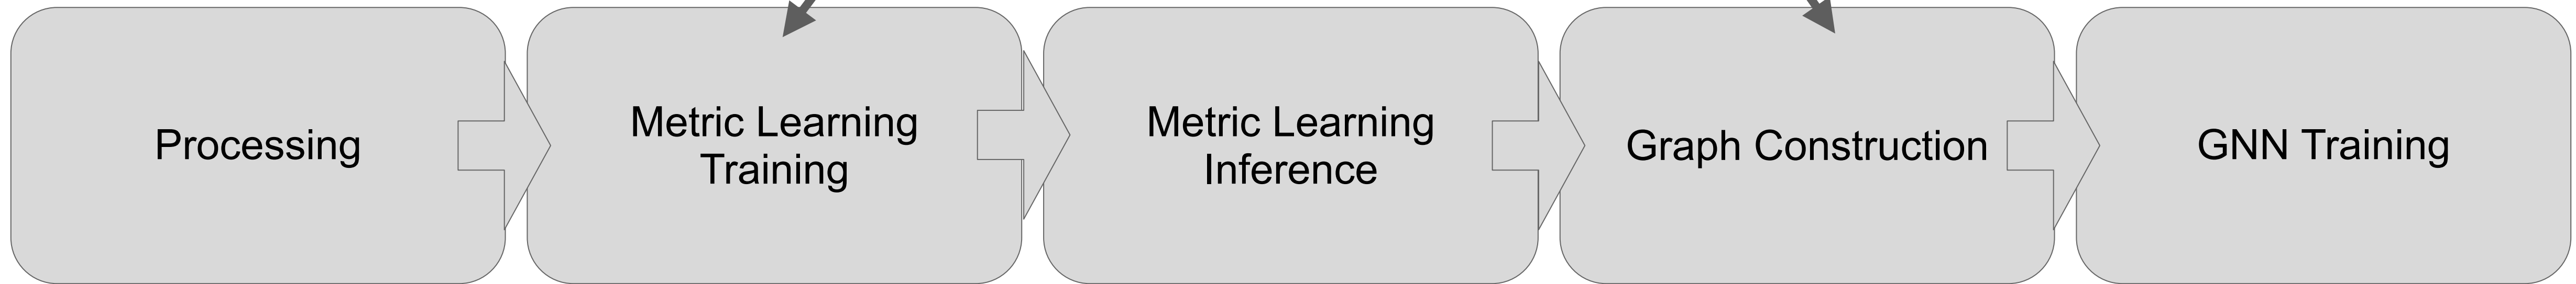 Processing
Metric Learning
Training
Metric Learning
Inference
Graph Construction
GNN Training